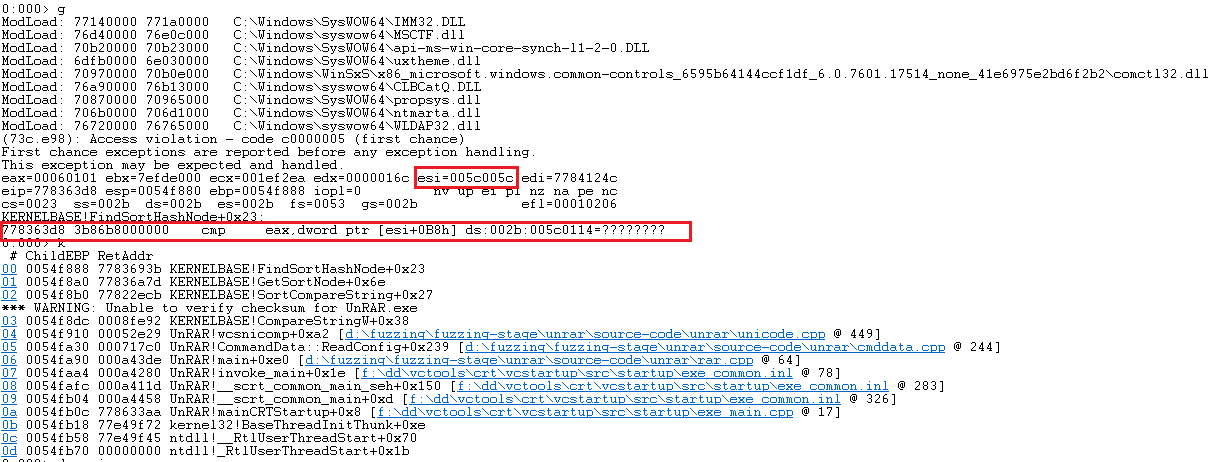 0:000> g
ModLoad: 77140000 771a0000   C:\Windows\SysWOW64\IMM32.DLL
ModLoad: 76d40000 76e0c000   C:\Windows\syswow64\MSCTF.dll
ModLoad: 70b20000 70b23000   C:\Windows\SysWOW64\api-ms-win-core-synch-l1-2-0.DLL
ModLoad: 6dfb0000 6e030000   C:\Windows\SysWOW64\uxtheme.dll
ModLoad: 70970000 70b0e000   C:\Windows\WinSxS\x86_microsoft.windows.common-controls_6595b64144ccf1df_6.0.7601.17514_none_41e6975e2bd6f2b2\comctl32.dll
ModLoad: 76a90000 76b13000   C:\Windows\syswow64\CLBCatQ.DLL
ModLoad: 70870000 70965000   C:\Windows\SysWOW64\propsys.dll
ModLoad: 706b0000 706d1000   C:\Windows\SysWOW64\ntmarta.dll
ModLoad: 76720000 76765000   C:\Windows\syswow64\WLDAP32.dll
(73c.e98): Access violation - code c0000005 (first chance)
First chance exceptions are reported before any exception handling.
This exception may be expected and handled.
eax=00060101 ebx=7efde000 ecx=001ef2ea edx=0000016c esi=005c005c edi=7784124c
eip=778363d8 esp=0054f880 ebp=0054f888 iopl=0         nv up ei pl nz na pe nc
cs=0023  ss=002b  ds=002b  es=002b  fs=0053  gs=002b             efl=00010206
KERNELBASE!FindSortHashNode+0x23:
778363d8 3b86b8000000    cmp     eax,dword ptr [esi+0B8h] ds:002b:005c0114=????????
0:000> k
 # ChildEBP RetAddr
00 0054f888 7783693b KERNELBASE!FindSortHashNode+0x23
01 0054f8a0 77836a7d KERNELBASE!GetSortNode+0x6e
02 0054f8b0 77822ecb KERNELBASE!SortCompareString+0x27
*** WARNING: Unable to verify checksum for UnRAR.exe
03 0054f8dc 0008fe92 KERNELBASE!CompareStringW+0x38
04 0054f910 00052e29 UnRAR!wcsnicmp+0xa2 [d:\fuzzing\fuzzing-stage\unrar\source-code\unrar\unicode.cpp @ 449]
05 0054fa30 000717c0 UnRAR!CommandData::ReadConfig+0x239 [d:\fuzzing\fuzzing-stage\unrar\source-code\unrar\cmddata.cpp @ 244]
06 0054fa90 000a43de UnRAR!main+0xe0 [d:\fuzzing\fuzzing-stage\unrar\source-code\unrar\rar.cpp @ 64]
07 0054faa4 000a4280 UnRAR!invoke_main+0x1e [f:\dd\vctools\crt\vcstartup\src\startup\exe_common.inl @ 78]
08 0054fafc 000a411d UnRAR!__scrt_common_main_seh+0x150 [f:\dd\vctools\crt\vcstartup\src\startup\exe_common.inl @ 283]
09 0054fb04 000a4458 UnRAR!__scrt_common_main+0xd [f:\dd\vctools\crt\vcstartup\src\startup\exe_common.inl @ 326]
0a 0054fb0c 778633aa UnRAR!mainCRTStartup+0x8 [f:\dd\vctools\crt\vcstartup\src\startup\exe_main.cpp @ 17]
0b 0054fb18 77e49f72 kernel32!BaseThreadInitThunk+0xe
0c 0054fb58 77e49f45 ntdll!__RtlUserThreadStart+0x70
0d 0054fb70 00000000 ntdll!_RtlUserThreadStart+0x1b